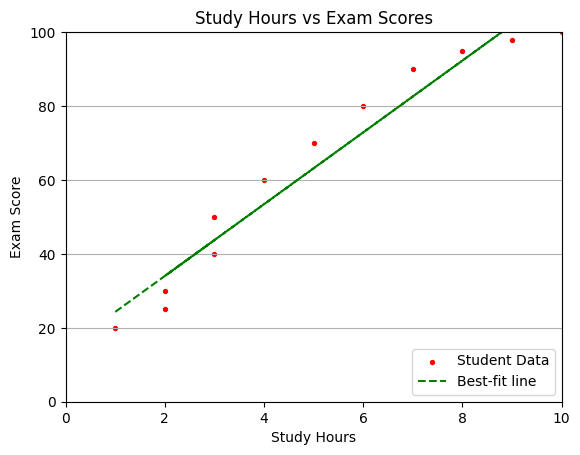 Study Hours vs Exam Scores
100
80
60
40
20
0
Exam Score
0 2 4 6 8 10
Study Hours
Student Data
Best-fit line